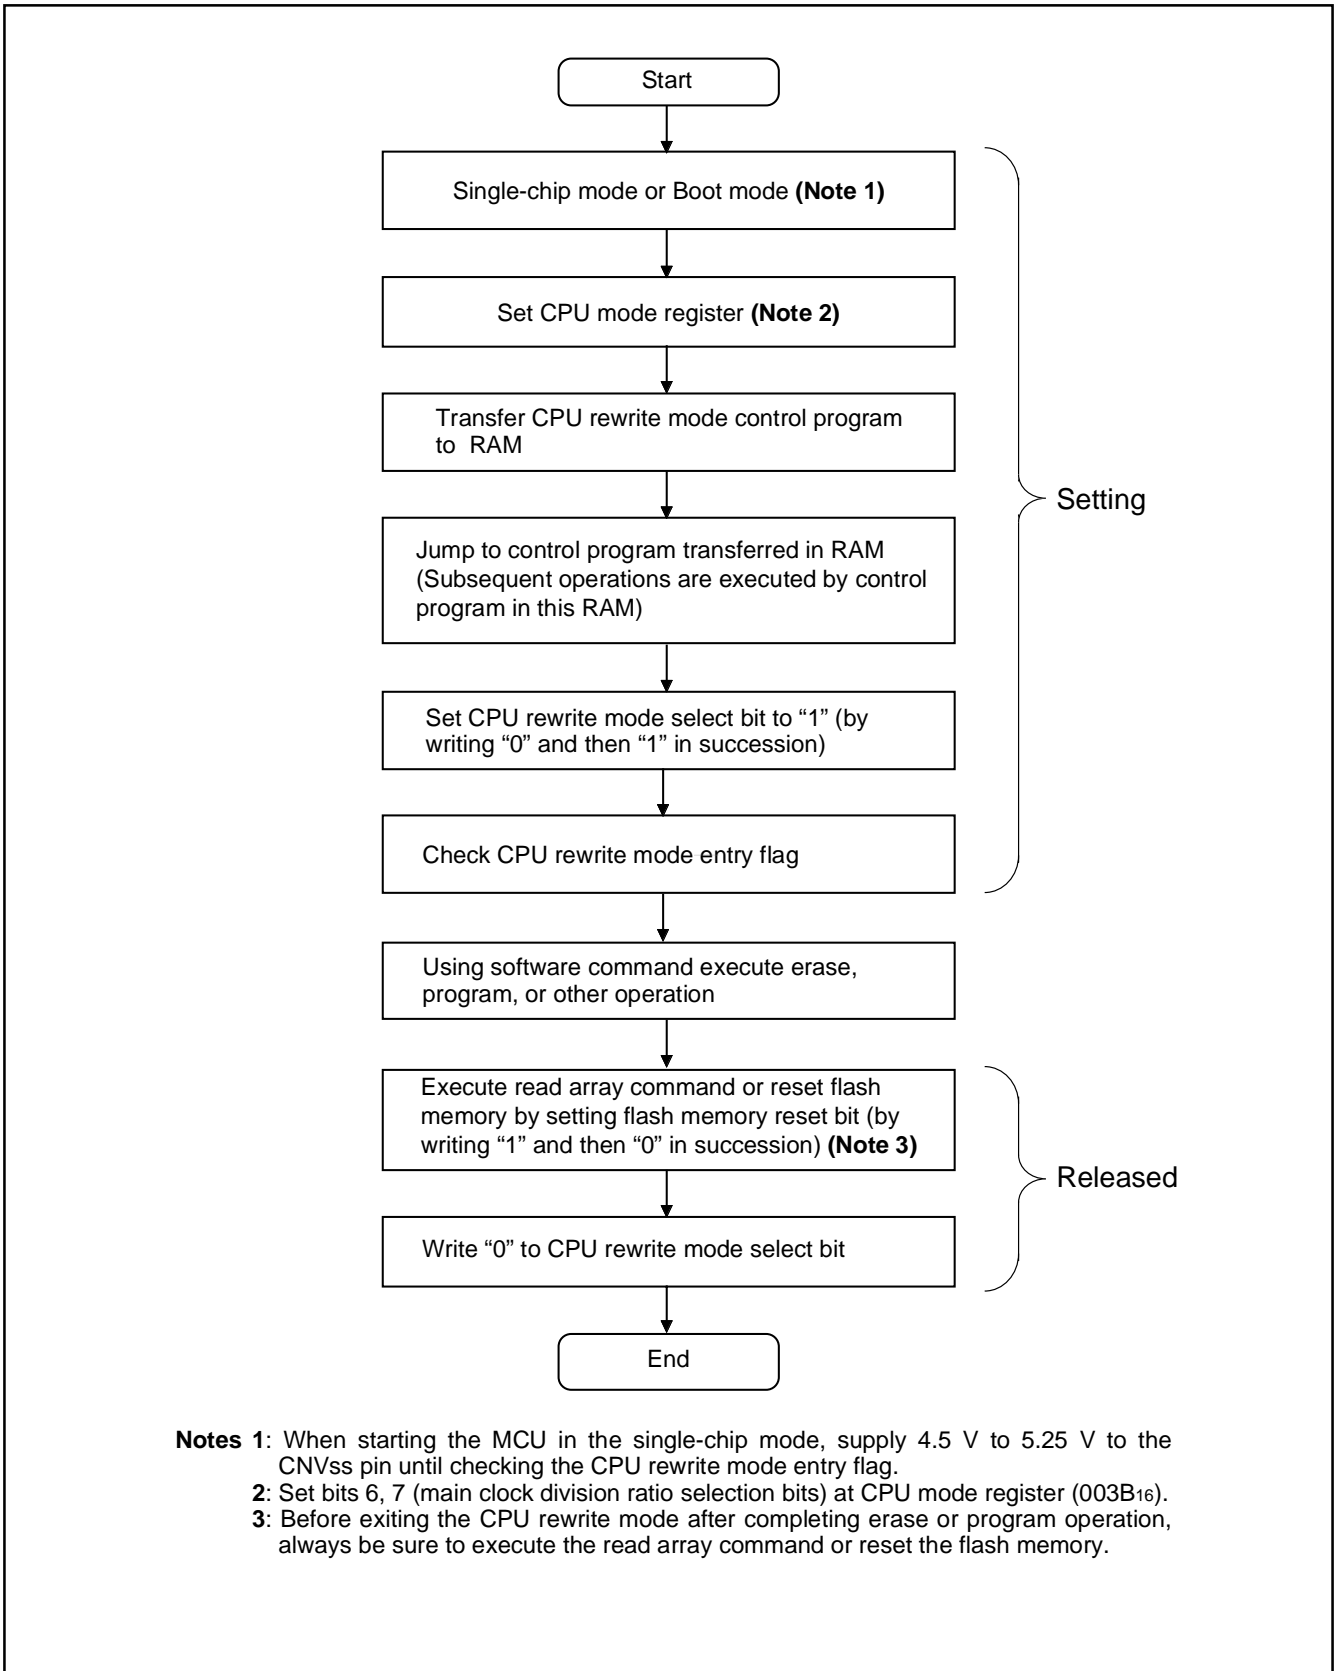 Start
Single-chip mode or Boot mode (Note 1)
Set CPU mode register (Note 2)
Transfer CPU rewrite mode control program
to RAM
Jump to control program transferred in RAM
(Subsequent operations are executed by control
program in this RAM)
Setting
Set CPU rewrite mode select bit to “1” (by
writing “0” and then “1” in succession)
Check CPU rewrite mode entry flag
Using software command execute erase,
program, or other operation
Execute read array command or reset flash
memory by setting flash memory reset bit (by
writing “1” and then “0” in succession) (Note 3)
Released
Write “0” to CPU rewrite mode select bit
End
Notes 1: When starting the MCU in the single-chip mode, supply 4.5 V to 5.25 V to the
CNVss pin until checking the CPU rewrite mode entry flag.
2: Set bits 6, 7 (main clock division ratio selection bits) at CPU mode register (003B16).
3: Before exiting the CPU rewrite mode after completing erase or program operation,
always be sure to execute the read array command or reset the flash memory.